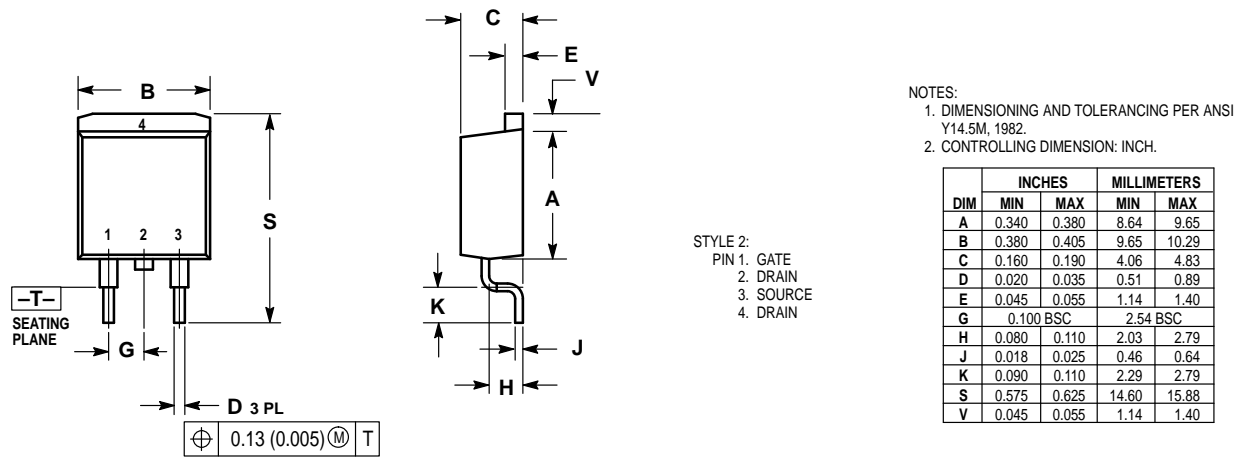 C
E
V
B
4
S
A
1 2 3
–T–
SEATING
PLANE
G
K
J
H
D 3 PL
0.13 (0.005) Ⓜ T
STYLE 2:
PIN 1. GATE
2. DRAIN
3. SOURCE
4. DRAIN
NOTES:
1. DIMENSIONING AND TOLERANCING PER ANSI
Y14.5M, 1982.
2. CONTROLLING DIMENSION: INCH.
INCHES MILLIMETERS
DIM MIN MAX MIN MAX
A 0.340 0.380 8.64 9.65
B 0.380 0.405 9.65 10.29
C 0.160 0.190 4.06 4.83
D 0.020 0.035 0.51 0.89
E 0.045 0.055 1.14 1.40
G 0.100 BSC 2.54 BSC
H 0.080 0.110 2.03 2.79
J 0.018 0.025 0.46 0.64
K 0.090 0.110 2.29 2.79
S 0.575 0.625 14.60 15.88
V 0.045 0.055 1.14 1.40